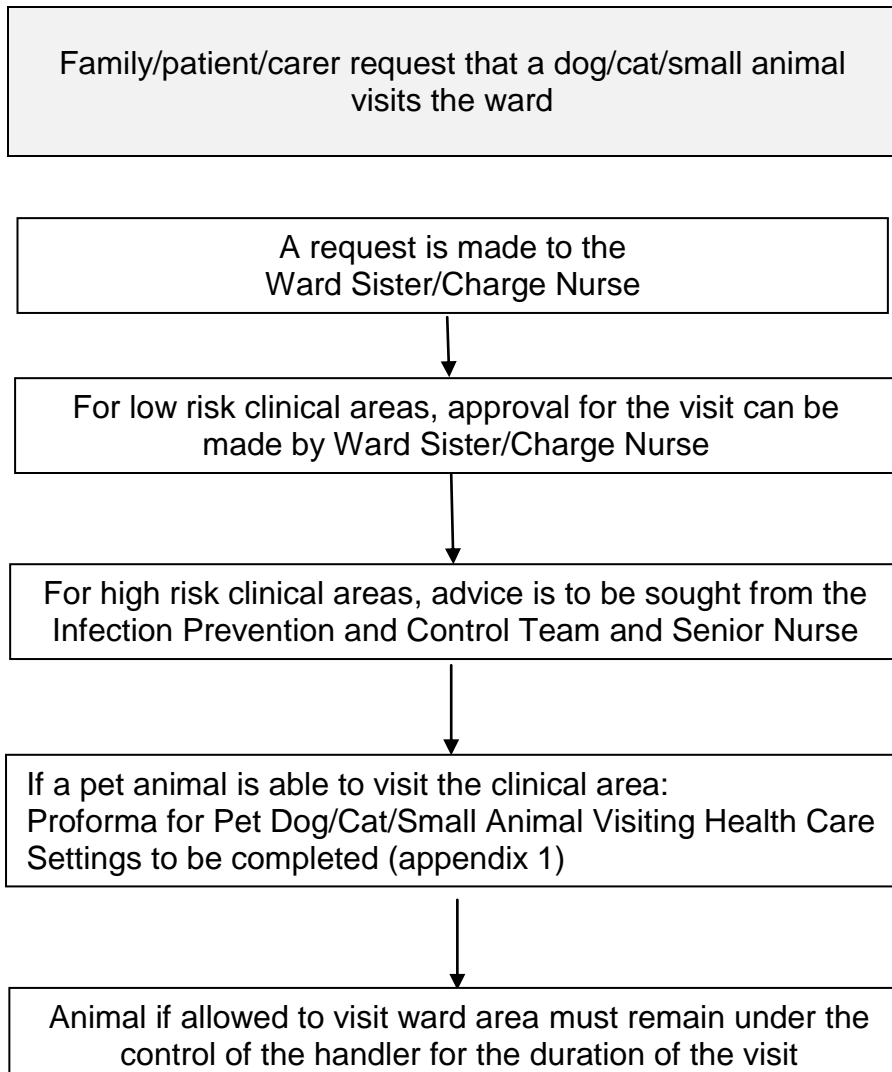 Family/patient/carer request that a dog/cat/small animal
visits the ward
A request is made to the
Ward Sister/Charge Nurse
For low risk clinical areas, approval for the visit can be
made by Ward Sister/Charge Nurse
For high risk clinical areas, advice is to be sought from the
Infection Prevention and Control Team and Senior Nurse
If a pet animal is able to visit the clinical area:
Proforma for Pet Dog/Cat/Small Animal Visiting Health Care
Settings to be completed (appendix 1)
Animal if allowed to visit ward area must remain under the
control of the handler for the duration of the visit